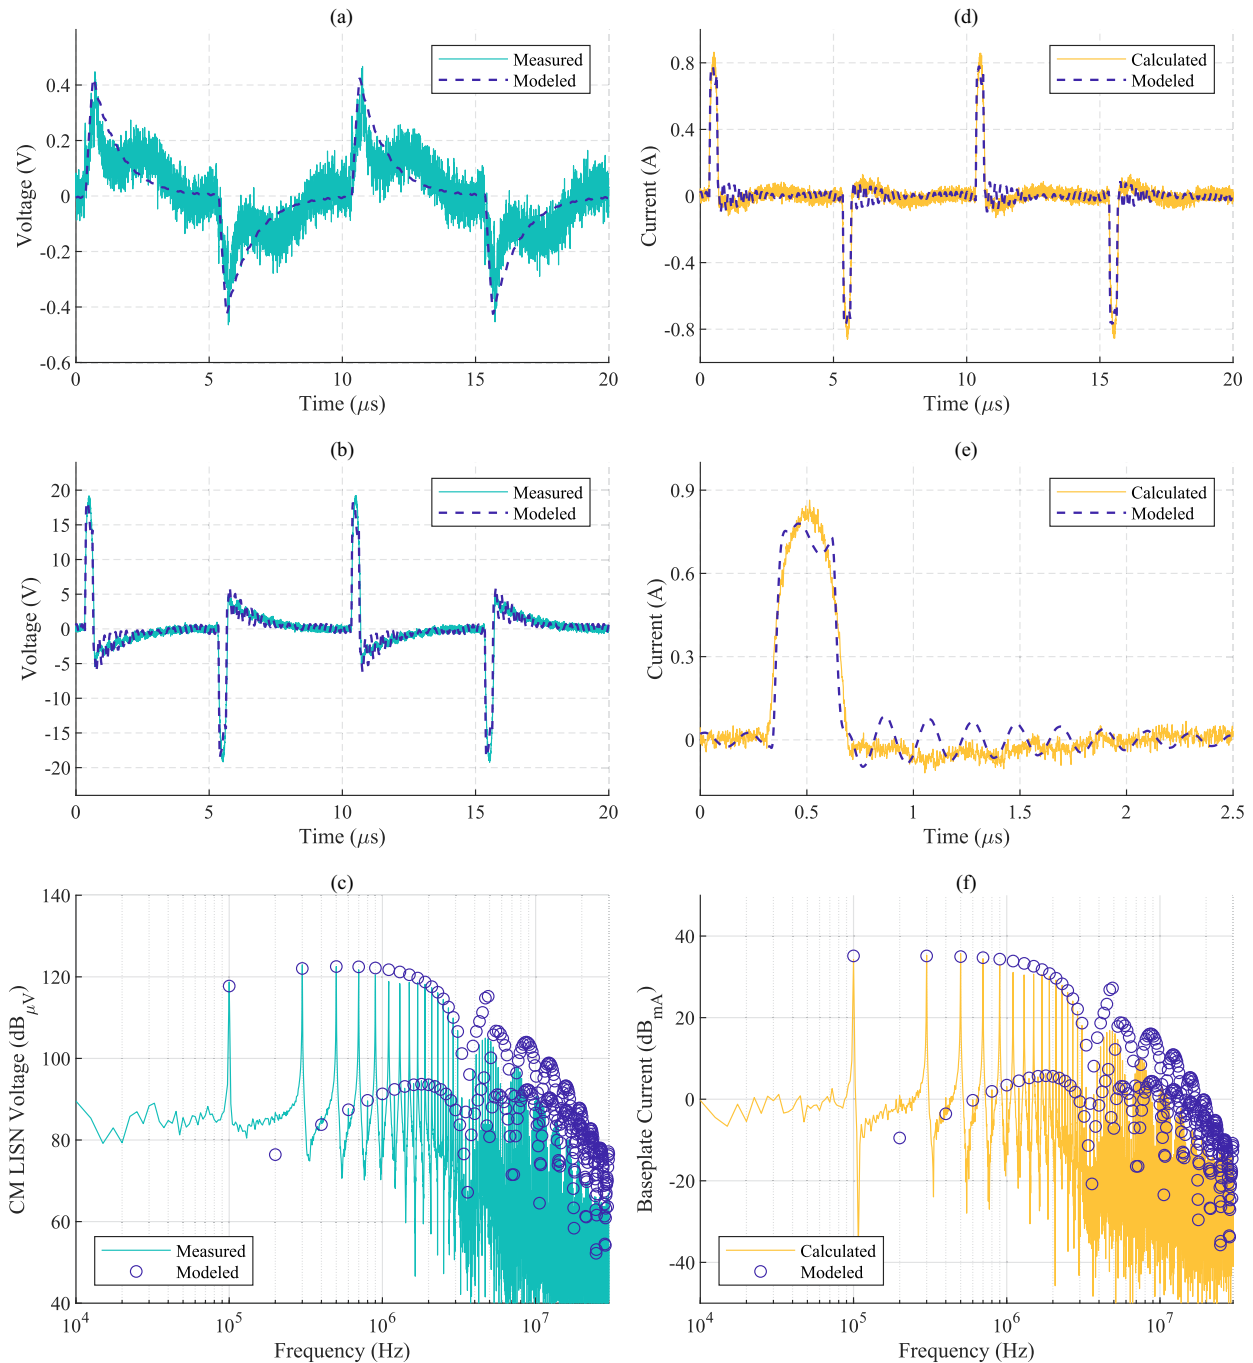 (a)
Measured
Modeled
Voltage (V)
0.4
0.2
0
-0.2
-0.4
-0.6
0 5 10 15 20
Time (μs)
(d)
Calculated
Modeled
Current (A)
0.8
0.4
0
-0.4
-0.8
0 5 10 15 20
Time (μs)
(b)
Measured
Modeled
Voltage (V)
20
15
10
5
0
-5
-10
-15
-20
0 5 10 15 20
Time (μs)
(e)
Calculated
Modeled
Current (A)
0.9
0.6
0.3
0
0 0.5 1 1.5 2 2.5
Time (μs)
(c)
CM LISN Voltage (dBμV)
140
120
100
80
60
40
Measured
Modeled
10^4 10^5 10^6 10^7
Frequency (Hz)
(f)
Baseplate Current (dBmA)
40
20
0
-20
-40
Calculated
Modeled
10^4 10^5 10^6 10^7
Frequency (Hz)